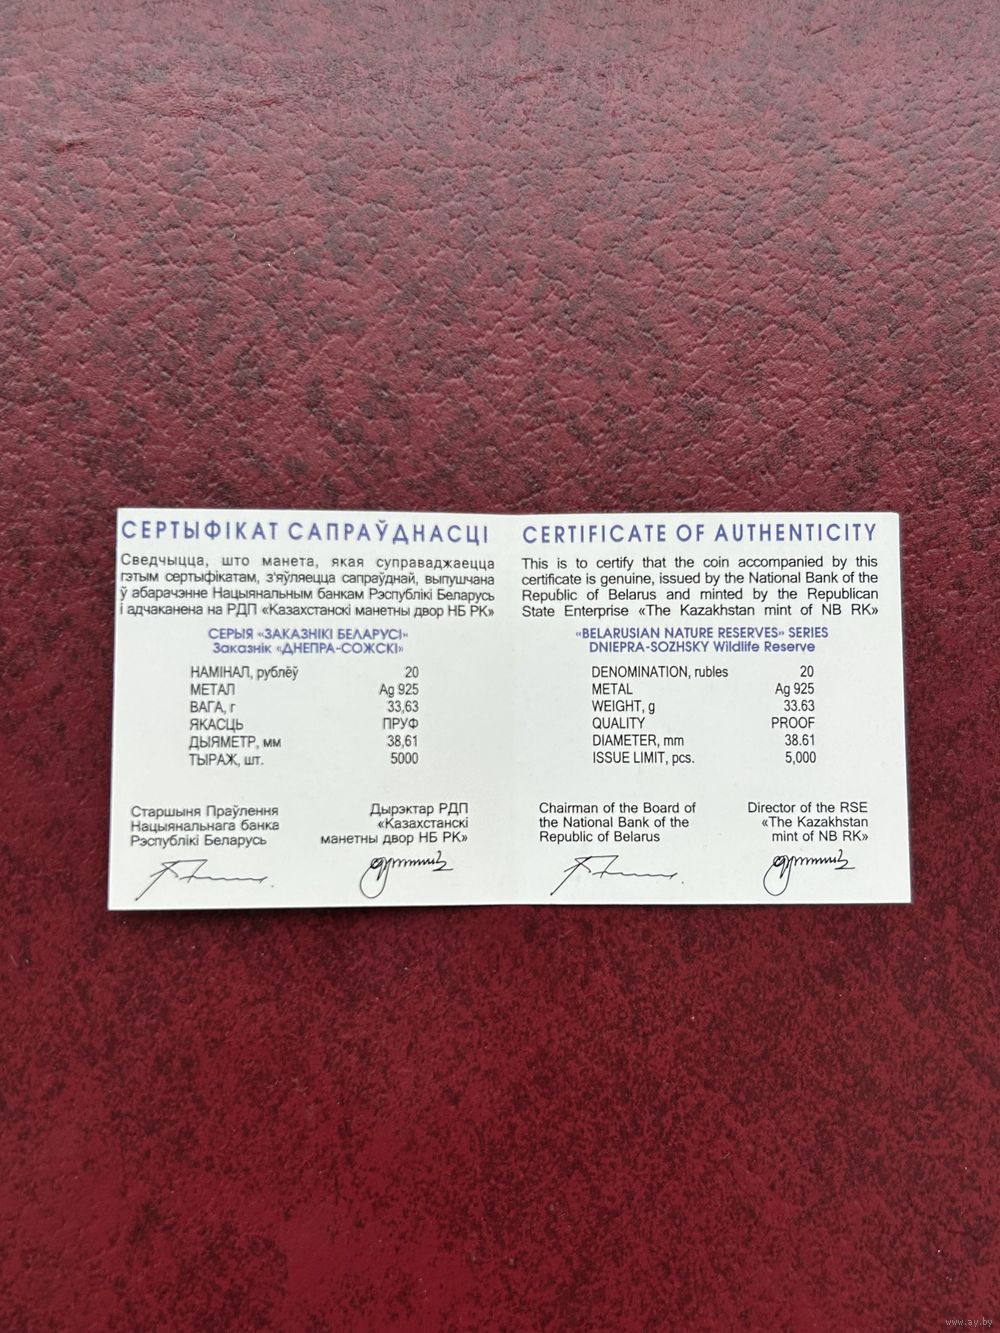 СЕРТЫФІКАТ САПРАЎДНАСЦІ
Сведчыцца, што манета, якая суправаджаецца
гэтым сертыфікатам, з'яўляецца сапраўднай, выпушчана
ў абарачэнне Нацыянальным банкам Рэспублікі Беларусь
і адчаканена на РДП «Казахстанскі манетны двор НБ РК»
СЕРЫЯ «ЗАКАЗНІКІ БЕЛАРУСІ»
Заказнік «ДНЕПРА-СОЖСКІ»
НАМІНАЛ, рублёў 20
МЕТАЛ Ag 925
ВАГА, г 33,63
ЯКАСЦЬ ПРУФ
ДЫЯМЕТР, мм 38,61
ТЫРАЖ, шт. 5000
Старшыня Праўлення
Нацыянальнага банка
Рэспублікі Беларусь
Дырэктар РДП
«Казахстанскі
манетны двор НБ РК»
CERTIFICATE OF AUTHENTICITY
This is to certify that the coin accompanied by this
certificate is genuine, issued by the National Bank of the
Republic of Belarus and minted by the Republican
State Enterprise «The Kazakhstan mint of NB RK»
«BELARUSIAN NATURE RESERVES» SERIES
DNIEPRA-SOZHSKY Wildlife Reserve
DENOMINATION, rubles 20
METAL Ag 925
WEIGHT, g 33.63
QUALITY PROOF
DIAMETER, mm 38.61
ISSUE LIMIT, pcs. 5,000
Chairman of the Board of
the National Bank of the
Republic of Belarus
Director of the RSE
«The Kazakhstan
mint of NB RK»
www.ay.by